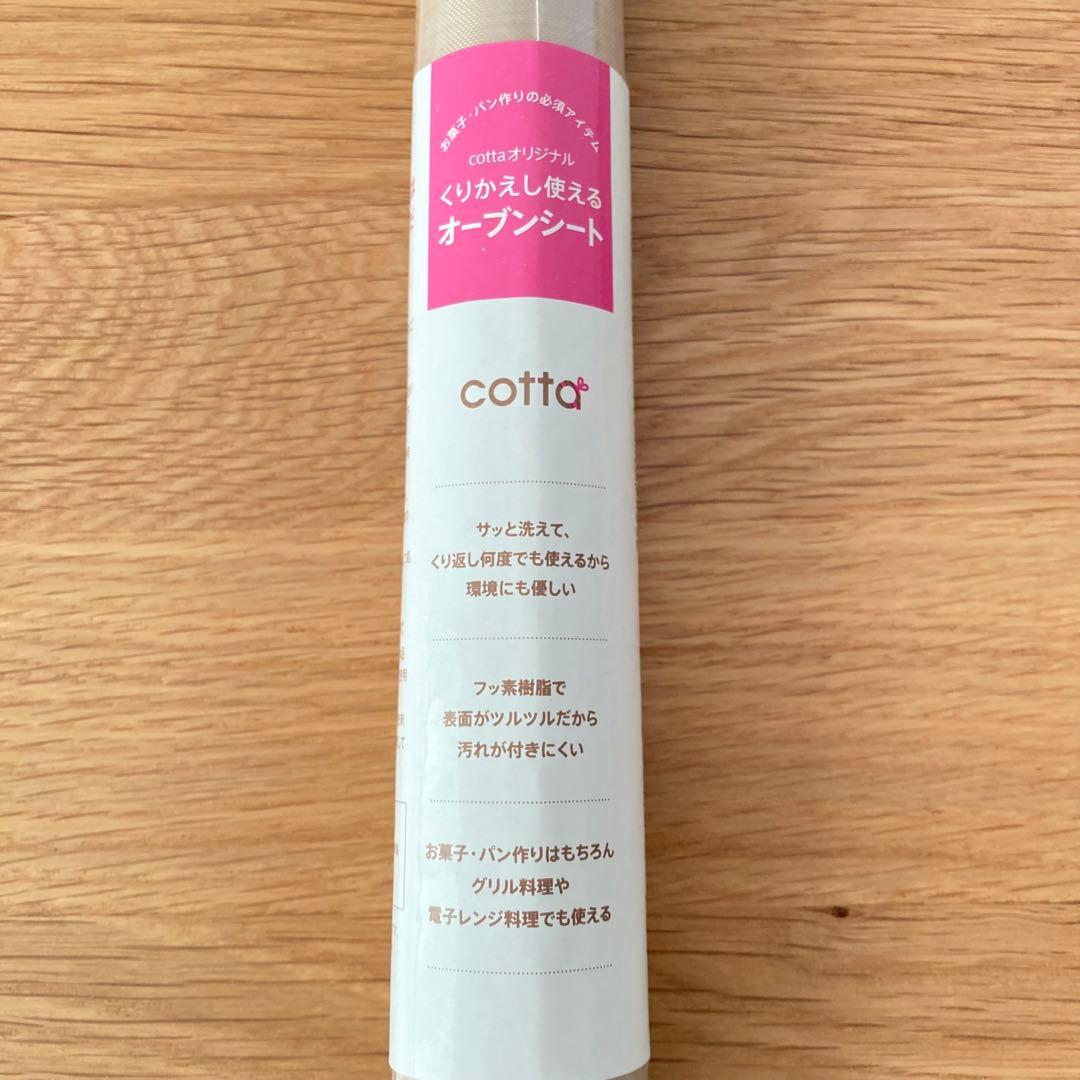 お菓子・パン作りの必須アイテム
cottaオリジナル
くりかえし使える
オーブンシート
cotta
サッと洗えて、
くり返し何度でも使えるから
環境にも優しい
フッ素樹脂で
表面がツルツルだから
汚れが付きにくい
お菓子・パン作りはもちろん
グリル料理や
電子レンジ料理でも使える